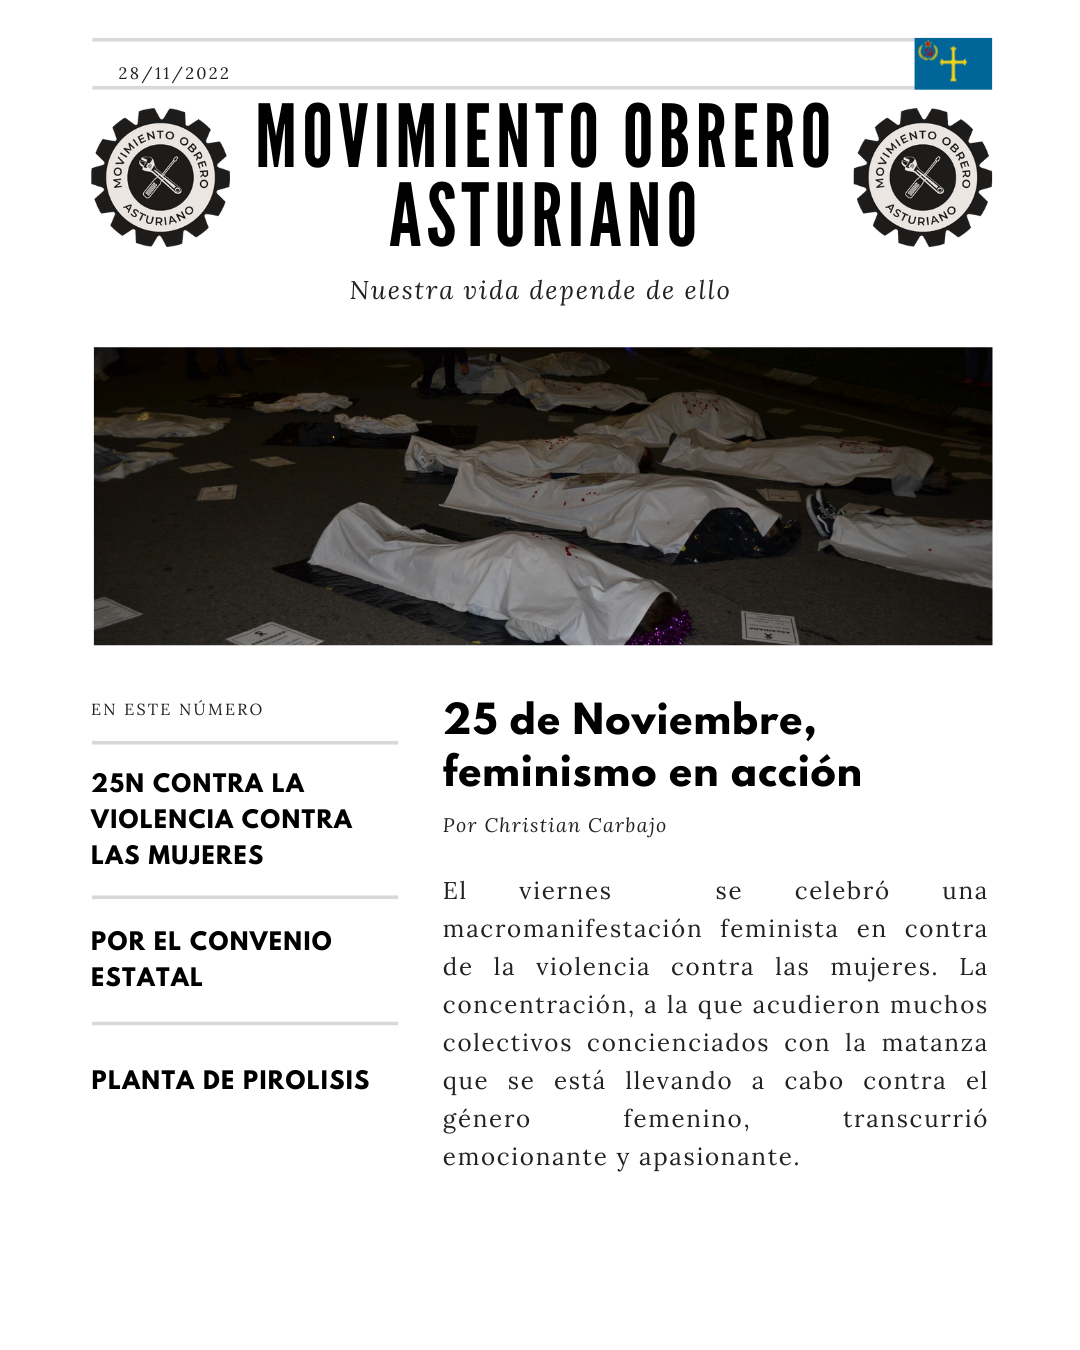 28/11/2022
MOVIMIENTO OBRERO
ASTURIANO
MOVIMIENTO OBRERO
ASTURIANO
MOVIMIENTO OBRERO
ASTURIANO
Nuestra vida depende de ello
EN ESTE NÚMERO
25N CONTRA LA
VIOLENCIA CONTRA
LAS MUJERES
POR EL CONVENIO
ESTATAL
PLANTA DE PIROLISIS
25 de Noviembre,
feminismo en acción
Por Christian Carbajo
El viernes se celebró una
macromanifestación feminista en contra
de la violencia contra las mujeres. La
concentración, a la que acudieron muchos
colectivos concienciados con la matanza
que se está llevando a cabo contra el
género femenino, transcurrió
emocionante y apasionante.